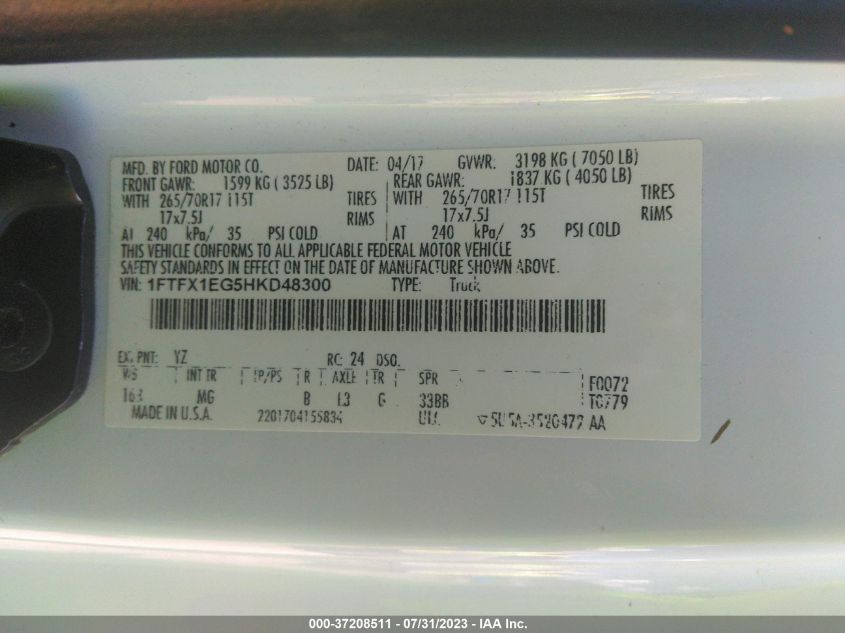 MFD. BY FORD MOTOR CO. DATE: 04/17 GVWR: 3198 KG ( 7050 LB)
FRONT GAWR: 1599 KG ( 3525 LB) REAR GAWR: 1837 KG ( 4050 LB)
WITH 265/70R17 115T TIRES WITH 265/70R17 115T TIRES
17x7.5J RIMS 17x7.5J RIMS
AT 240 kPa/ 35 PSI COLD AT 240 kPa/ 35 PSI COLD
THIS VEHICLE CONFORMS TO ALL APPLICABLE FEDERAL MOTOR VEHICLE
SAFETY STANDARDS IN EFFECT ON THE DATE OF MANUFACTURE SHOWN ABOVE.
VIN: 1FTFX1EG5HKD48300 TYPE: Truck
EXT PNT: YZ RC: 24 DSO:
WB INT TR TP/PS R AXLE TR SPR F0072
163 MG B L3 G 33BB T0779
MADE IN U.S.A. 2201704155834 5U5A-3520472 AA
000-37208511 - 07/31/2023 - IAA Inc.